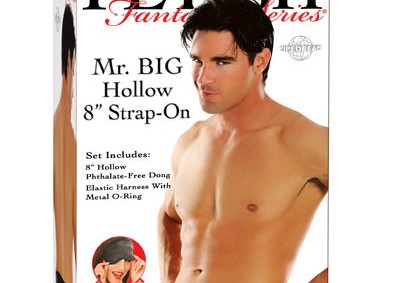 Fantasy Series®
PIPEDREAM
Mr. BIG
Hollow
8" Strap-On
Set Includes:
8" Hollow
Phthalate-Free Dong
Elastic Harness With
Metal O-Ring